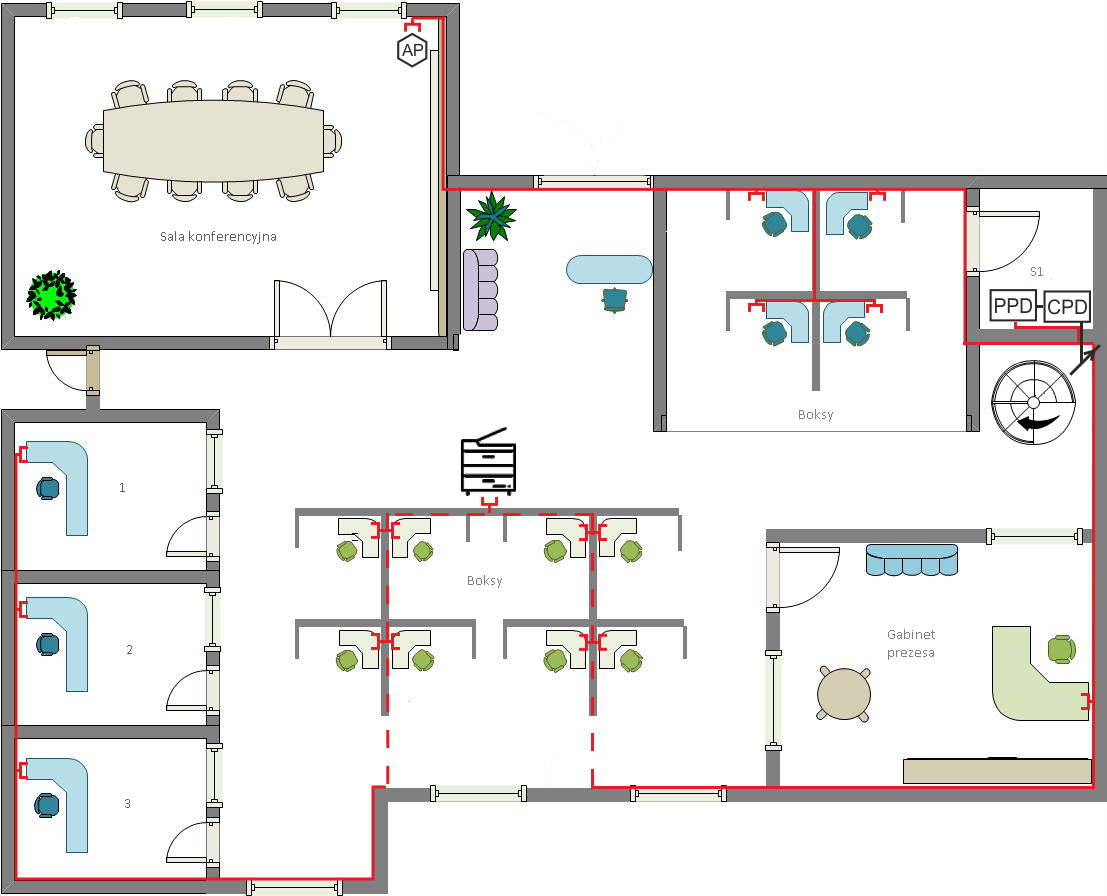 AP
Sala konferencyjna
S1
PPD
CPD
Boksy
1
Boksy
2
Gabinet
prezesa
3